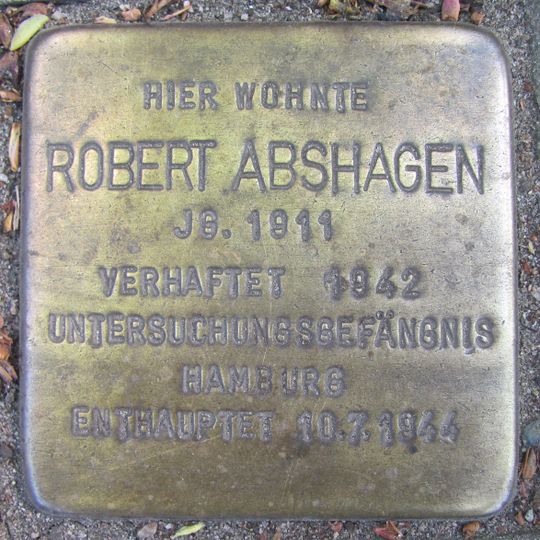 HIER WOHNTE
ROBERT ABSHAGEN
JG. 1911
VERHAFTET 1942
UNTERSUCHUNGSGEFÄNGNIS
HAMBURG
ENTHAUPTET 10.7.1944